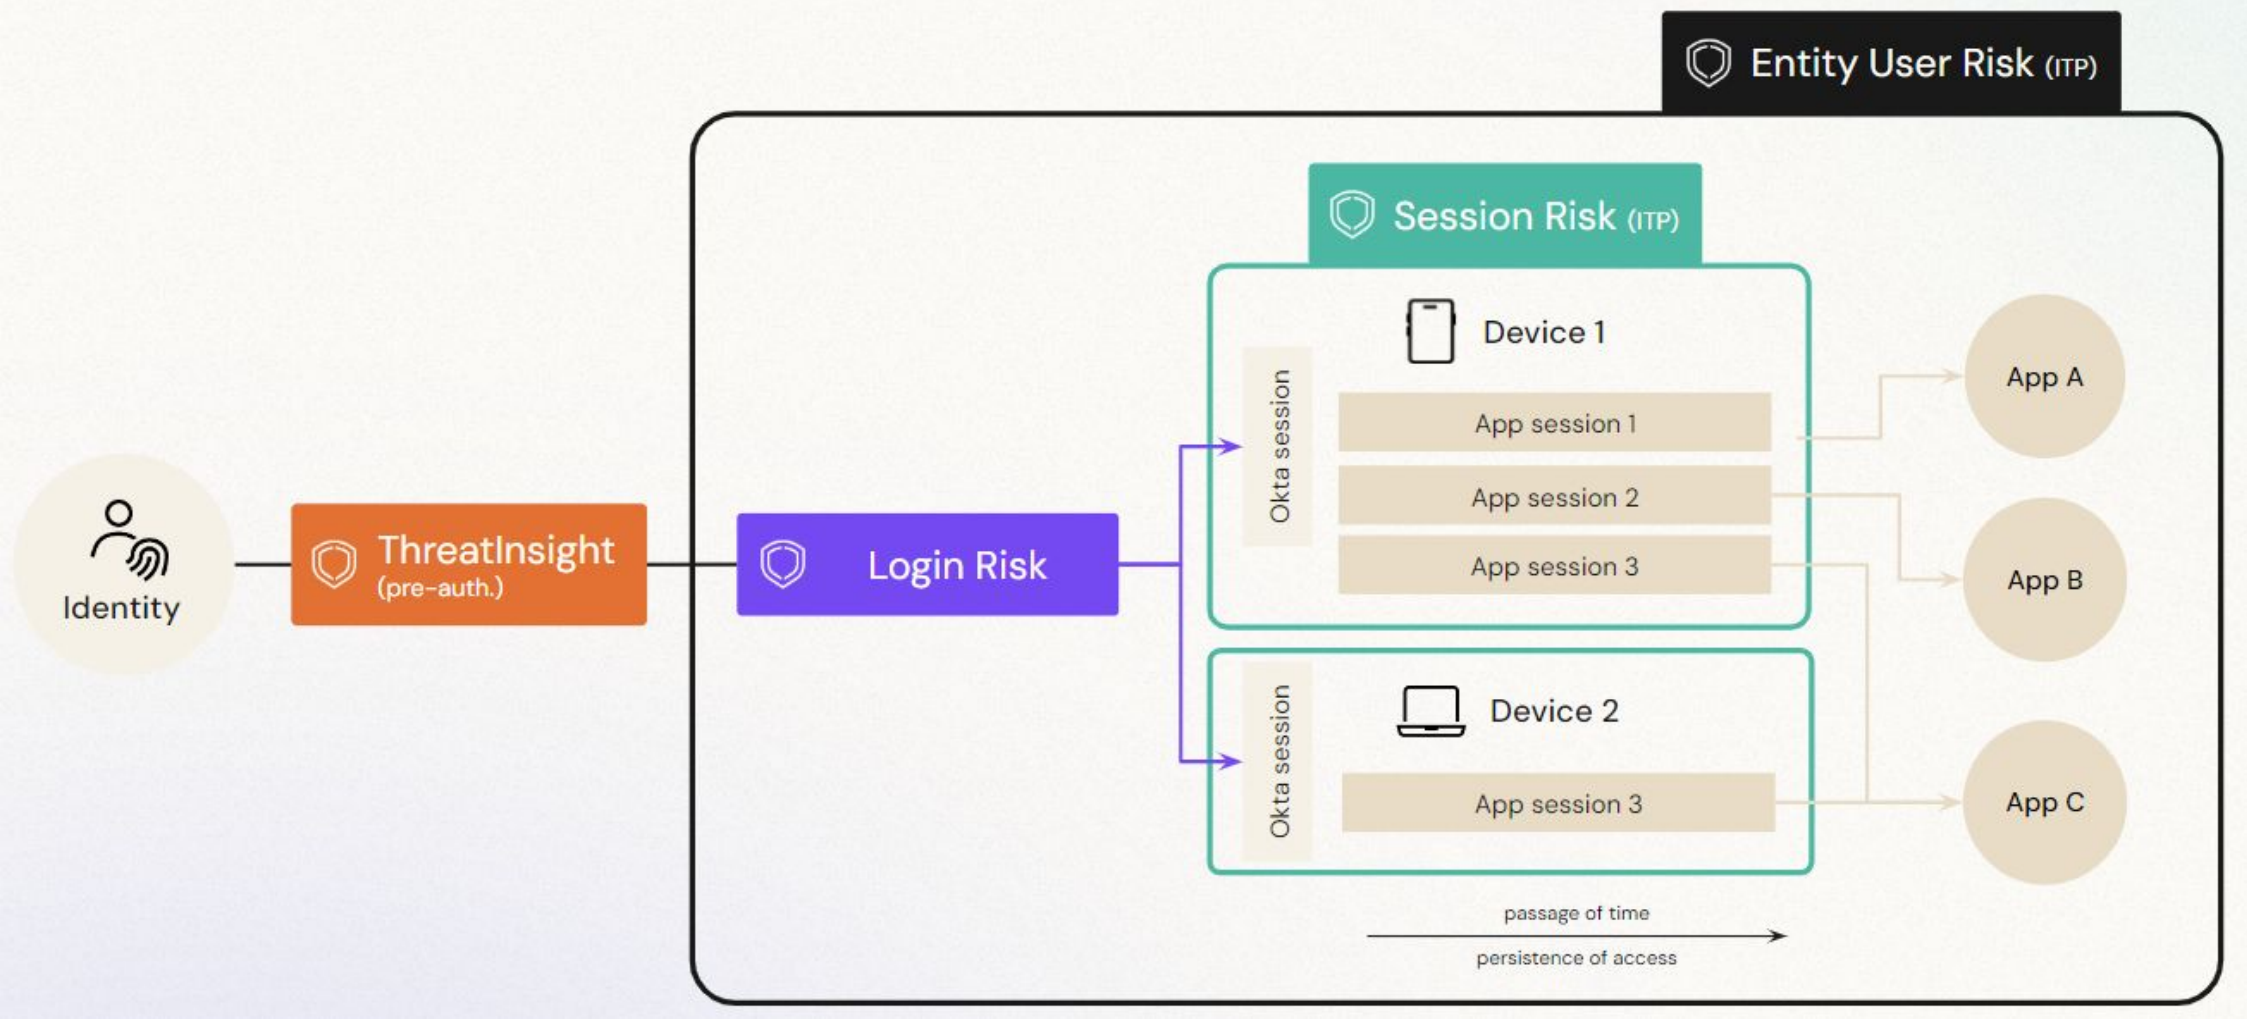 Entity User Risk (ITP)
Session Risk (ITP)
Device 1
Okta session
App session 1
App session 2
App session 3
App A
App B
App C
Identity
ThreatInsight
(pre-auth.)
Login Risk
Device 2
Okta session
App session 3
passage of time
persistence of access